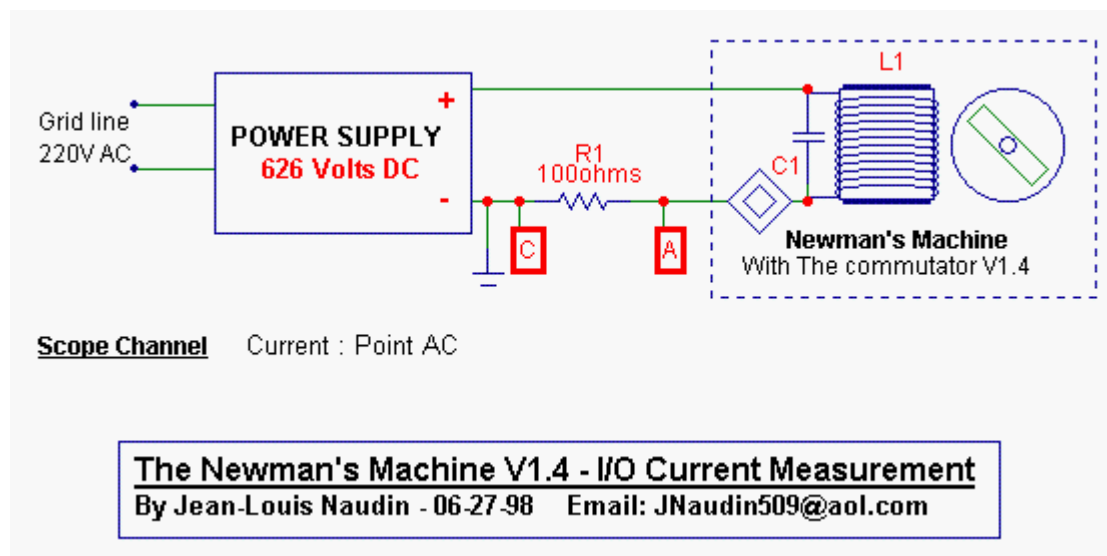 L1
+
Grid line
220V AC
POWER SUPPLY
626 Volts DC
R1
100ohms
C1
-
C
A
Newman's Machine
With The commutator V1.4
Scope Channel Current : Point AC
The Newman's Machine V1.4 - I/O Current Measurement
By Jean-Louis Naudin - 06-27-98 Email: JNaudin509@aol.com